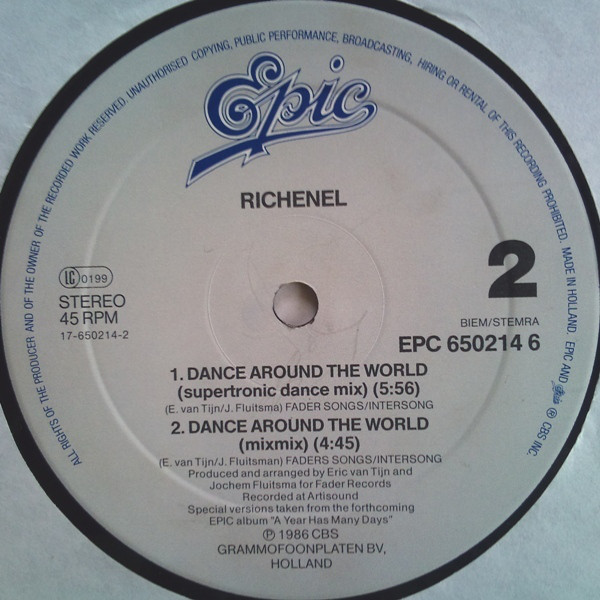 ALL RIGHTS OF THE PRODUCER AND OF THE OWNER OF THE RECORDED WORK RESERVED. UNAUTHORISED COPYING, PUBLIC PERFORMANCE, BROADCASTING, HIRING OR RENTAL OF THIS RECORDING PROHIBITED. MADE IN HOLLAND. EPIC AND Epic ® CBS INC.
Epic
RICHENEL
LC 0199
STEREO
45 RPM
17-650214-2
2
BIEM/STEMRA
EPC 650214 6
1. DANCE AROUND THE WORLD
(supertronic dance mix) (5:56)
(E. van Tijn/J. Fluitsma) FADER SONGS/INTERSONG
2. DANCE AROUND THE WORLD
(mixmix) (4:45)
(E. van Tijn/J. Fluitsman) FADERS SONGS/INTERSONG
Produced and arranged by Eric van Tijn and
Jochem Fluitsma for Fader Records
Recorded at Artisound
Special versions taken from the forthcoming
EPIC album "A Year Has Many Days"
℗ 1986 CBS
GRAMMOFOONPLATEN BV,
HOLLAND